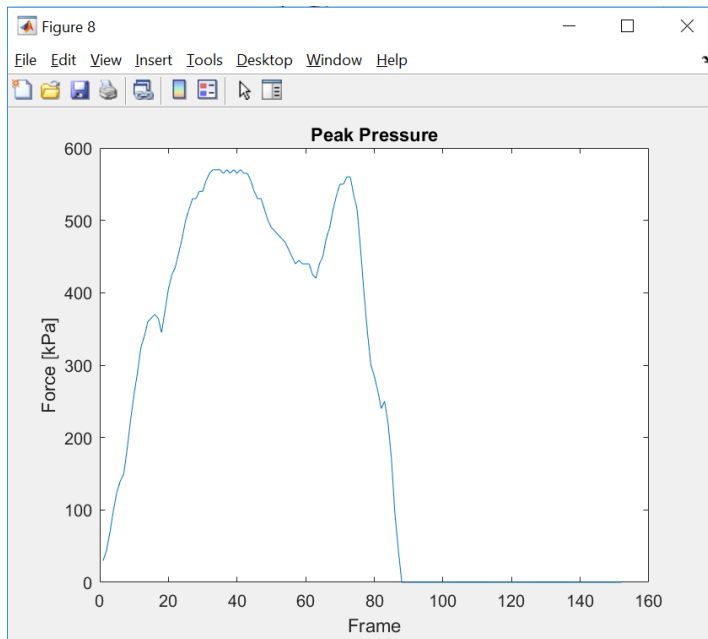 Figure 8
File Edit View Insert Tools Desktop Window Help
Peak Pressure
600
500
400
300
200
100
0
Force [kPa]
0 20 40 60 80 100 120 140 160
Frame